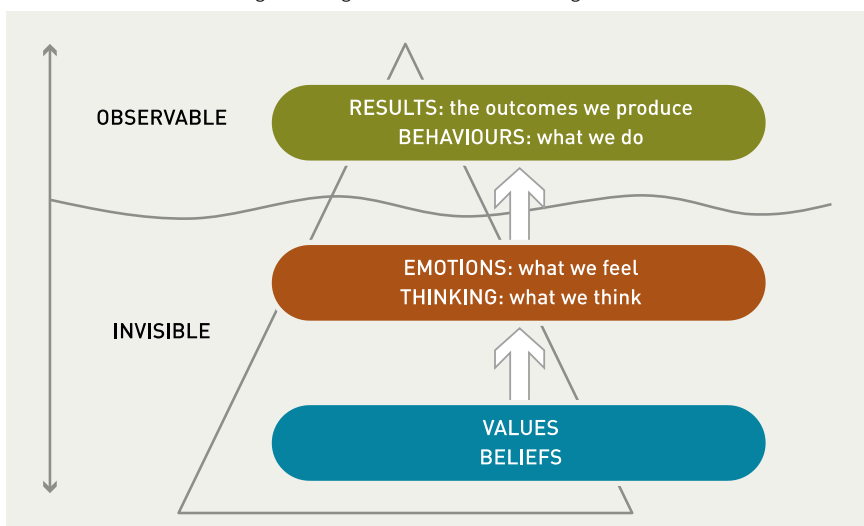 OBSERVABLE
RESULTS: the outcomes we produce
BEHAVIOURS: what we do
EMOTIONS: what we feel
THINKING: what we think
INVISIBLE
VALUES
BELIEFS